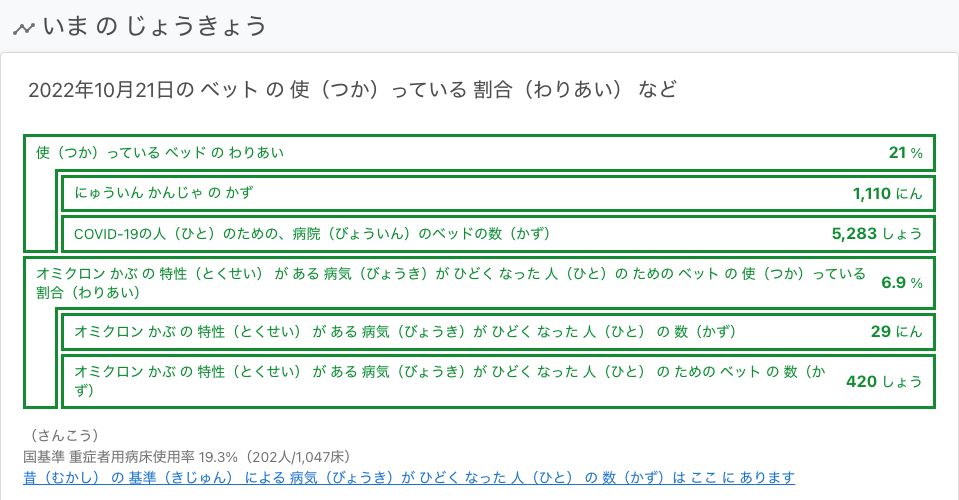 いま の じょうきょう
2022年10月21日の ベット の 使（つか）っている 割合（わりあい） など
使（つか）っている ベッド の わりあい 21 %
にゅういん かんじゃ の かず 1,110 にん
COVID-19の人（ひと）のための、病院（びょういん）のベッドの数（かず） 5,283 しょう
オミクロン かぶ の 特性（とくせい） が ある 病気（びょうき）が ひどく なった 人（ひと）の ための ベット の 使（つか）っている
割合（わりあい） 6.9 %
オミクロン かぶ の 特性（とくせい） が ある 病気（びょうき）が ひどく なった 人（ひと） の 数（かず） 29 にん
オミクロン かぶ の 特性（とくせい） が ある 病気（びょうき）が ひどく なった 人（ひと） の ための ベット の 数（か
ず） 420 しょう
（さんこう）
国基準 重症者用病床使用率 19.3%（202人/1,047床）
昔（むかし） の 基準（きじゅん） による 病気（びょうき）が ひどく なった 人（ひと） の 数（かず）は ここ に あります